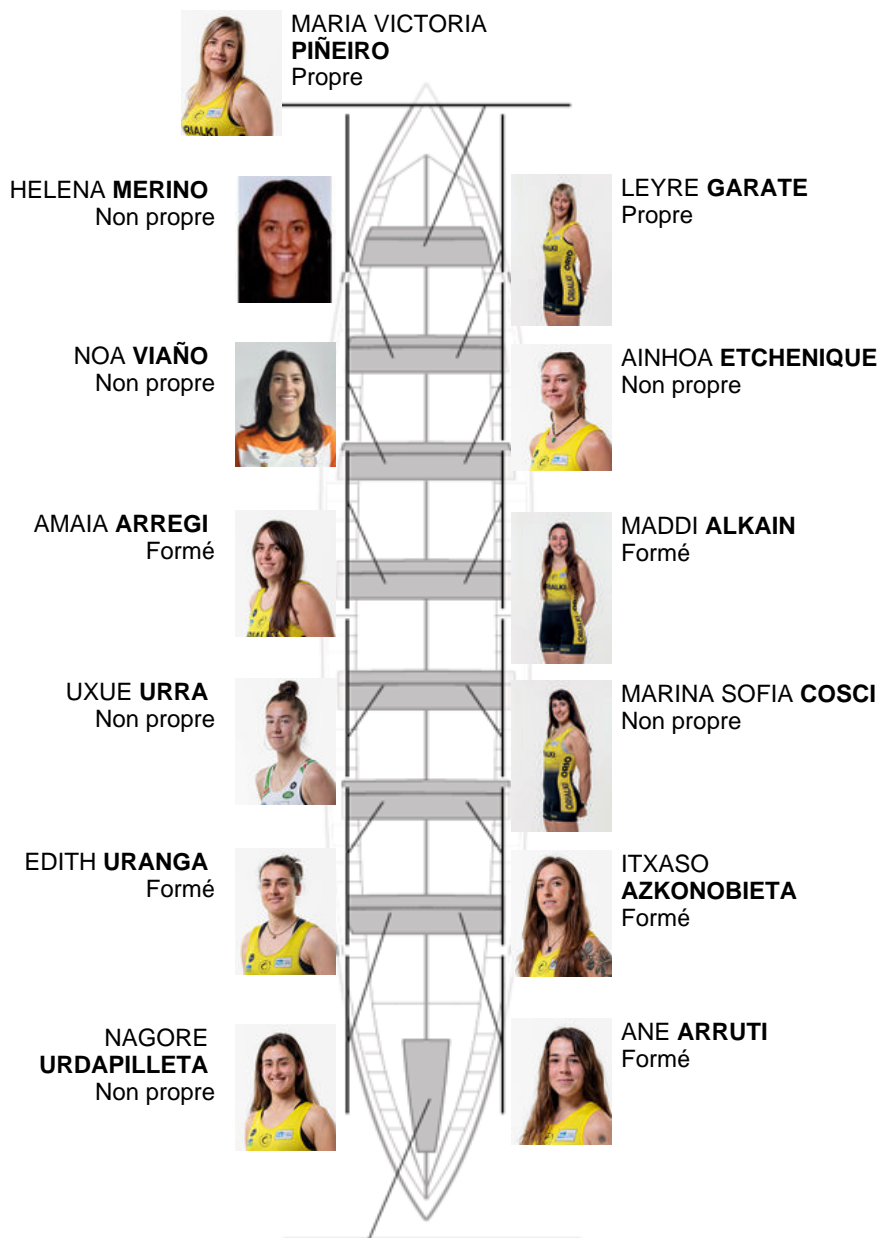 MARIA VICTORIA
PIÑEIRO
Propre
HELENA MERINO
Non propre
LEYRE GARATE
Propre
NOA VIAÑO
Non propre
AINHOA ETCHENIQUE
Non propre
AMAIA ARREGI
Formé
MADDI ALKAIN
Formé
UXUE URRA
Non propre
MARINA SOFIA COSCI
Non propre
EDITH URANGA
Formé
ITXASO
AZKONOBIETA
Formé
NAGORE
URDAPILLETA
Non propre
ANE ARRUTI
Formé